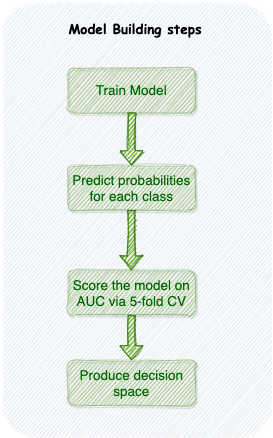 Model Building steps
Train Model
Predict probabilities
for each class
Score the model on
AUC via 5-fold CV
Produce decision
space